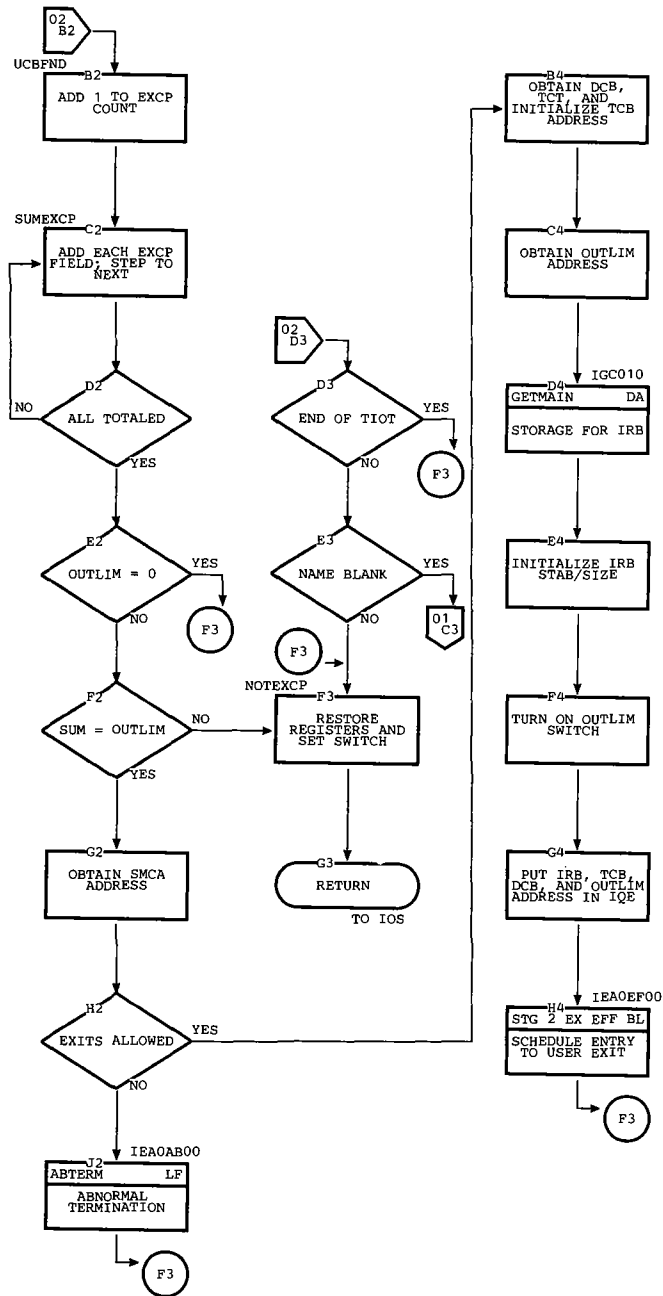 02
B2
UCBFND
B2
ADD 1 TO EXCP
COUNT
SUMEXCP
C2
ADD EACH EXCP
FIELD; STEP TO
NEXT
D2
NO
ALL TOTALED
YES
E2
OUTLIM = 0
YES
NO
F3
F2
SUM = OUTLIM
NO
YES
G2
OBTAIN SMCA
ADDRESS
H2
EXITS ALLOWED
YES
NO
IEA0AB00
J2
ABTERM LF
ABNORMAL
TERMINATION
F3
02
D3
D3
END OF TIOT
YES
NO
F3
E3
NAME BLANK
YES
NO
01
C3
F3
NOTEXCP
F3
RESTORE
REGISTERS AND
SET SWITCH
G3
RETURN
TO IOS
B4
OBTAIN DCB,
TCT, AND
INITIALIZE TCB
ADDRESS
C4
OBTAIN OUTLIM
ADDRESS
IGC010
D4
GETMAIN DA
STORAGE FOR IRB
E4
INITIALIZE IRB
STAB/SIZE
F4
TURN ON OUTLIM
SWITCH
G4
PUT IRB, TCB,
DCB, AND OUTLIM
ADDRESS IN IQE
IEA0EF00
H4
STG 2 EX EFF BL
SCHEDULE ENTRY
TO USER EXIT
F3